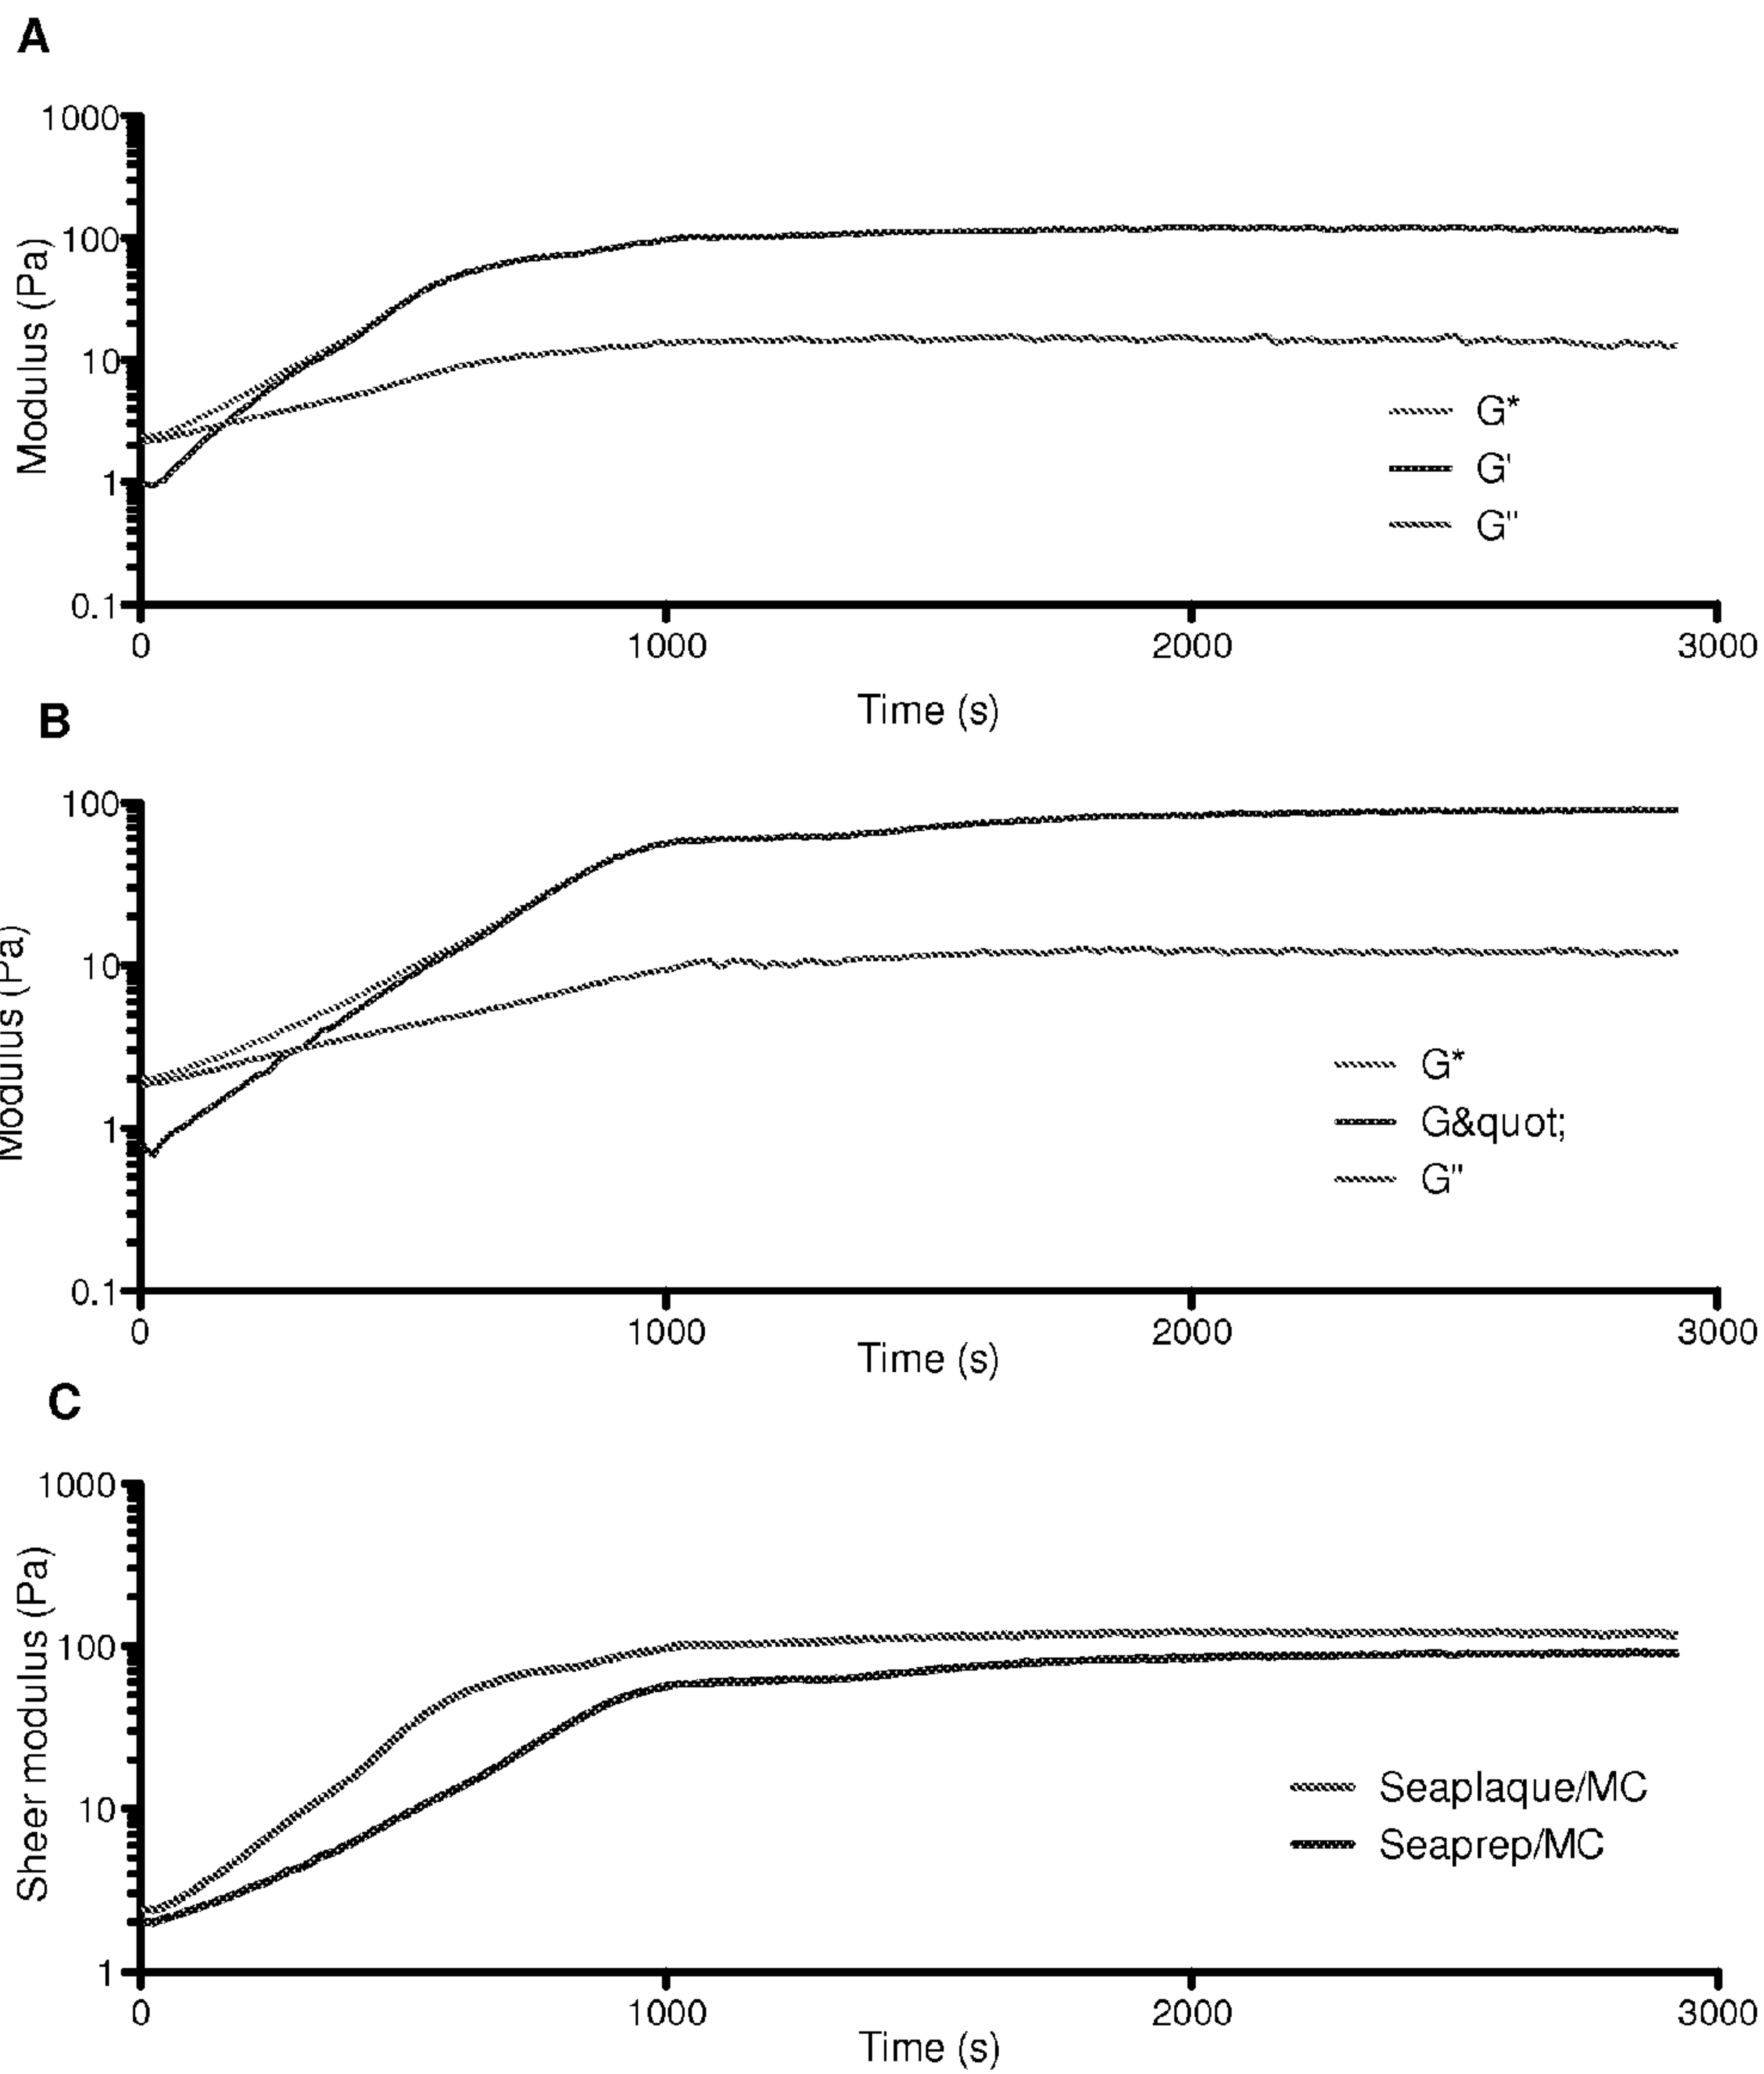 A
1000
100
10
1
0.1
Modulus (Pa)
G*
G'
G"
0 1000 2000 3000
Time (s)
B
100
10
1
0.1
Modulus (Pa)
G*
G&quot;
G"
0 1000 2000 3000
Time (s)
C
1000
100
10
1
Sheer modulus (Pa)
Seaplaque/MC
Seaprep/MC
0 1000 2000 3000
Time (s)